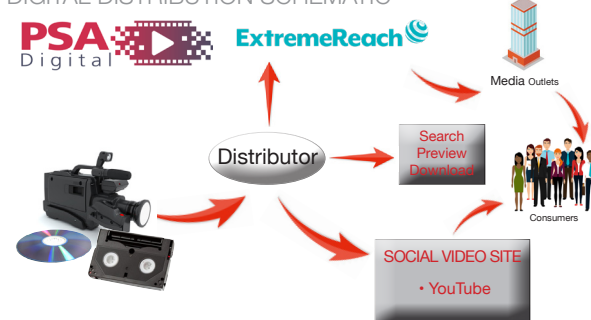 DIGITAL DISTRIBUTION SCHEMATIC
PSA
Digital
ExtremeReach
Media Outlets
Distributor
Search
Preview
Download
Consumers
SOCIAL VIDEO SITE
• YouTube